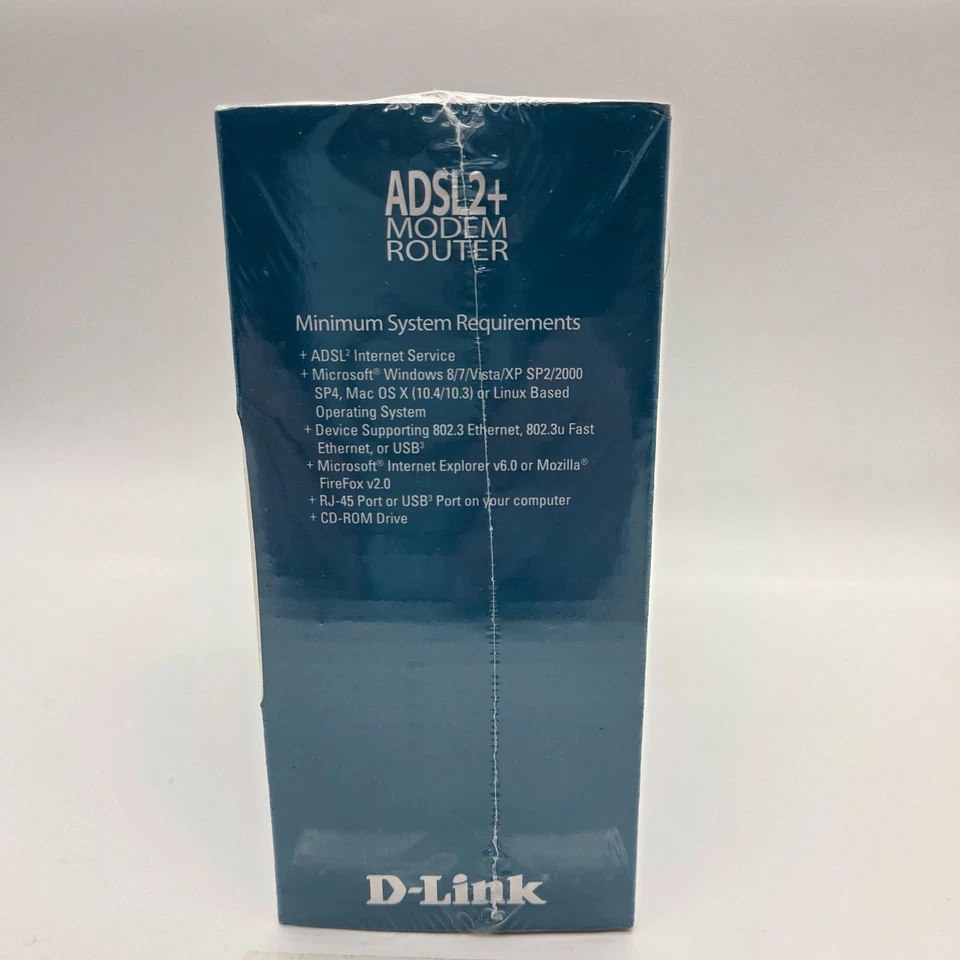 ADSL2+
MODEM
ROUTER
Minimum System Requirements
+ ADSL² Internet Service
+ Microsoft® Windows 8/7/Vista/XP SP2/2000
SP4, Mac OS X (10.4/10.3) or Linux Based
Operating System
+ Device Supporting 802.3 Ethernet, 802.3u Fast
Ethernet, or USB³
+ Microsoft® Internet Explorer v6.0 or Mozilla®
FireFox v2.0
+ RJ-45 Port or USB³ Port on your computer
+ CD-ROM Drive
D-Link®